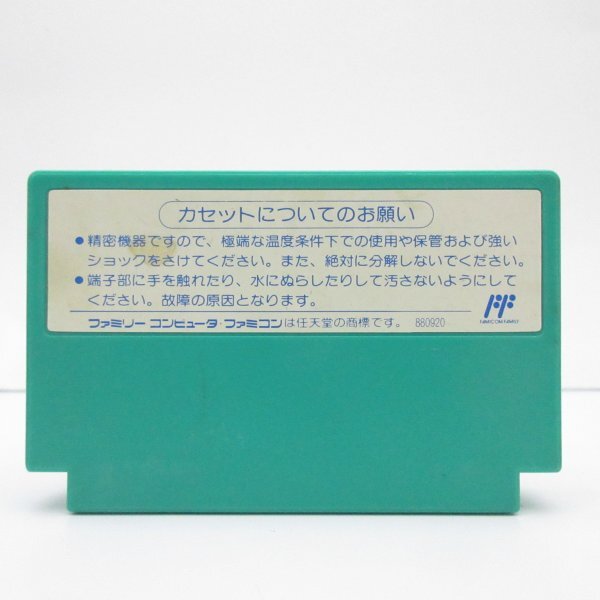 カセットについてのお願い
●精密機器ですので、極端な温度条件下での使用や保管および強い
ショックをさけてください。また、絶対に分解しないでください。
●端子部に手を触れたり、水にぬらしたりして汚さないようにして
ください。故障の原因となります。
ファミリー コンピュータ・ファミコンは任天堂の商標です。 880920
FAMICOM FAMILY